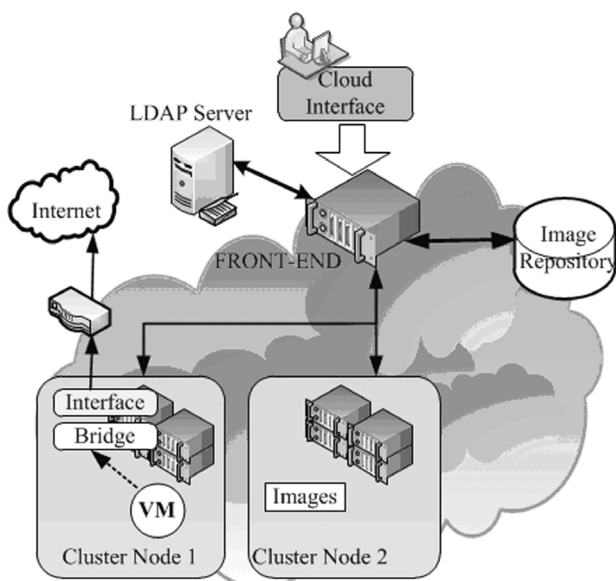 Cloud
Interface
LDAP Server
Internet
FRONT-END
Image
Repository
Interface
Bridge
VM
Images
Cluster Node 1
Cluster Node 2